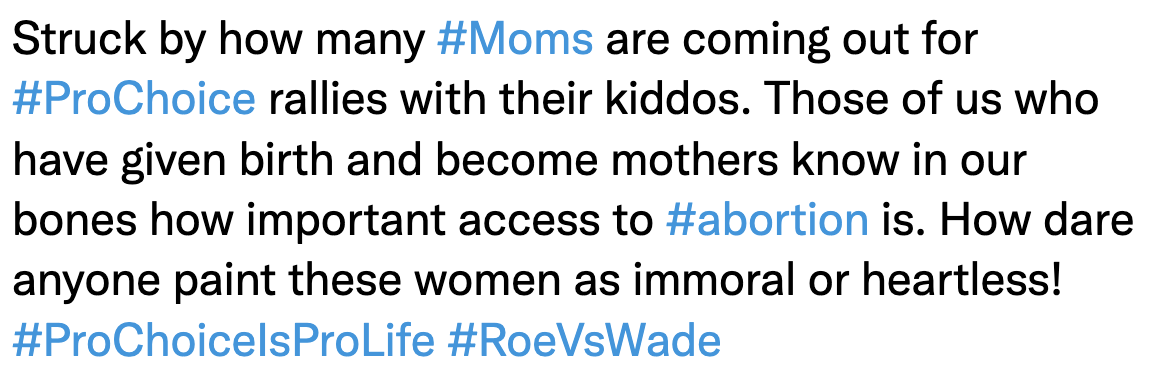 Struck by how many #Moms are coming out for
#ProChoice rallies with their kiddos. Those of us who
have given birth and become mothers know in our
bones how important access to #abortion is. How dare
anyone paint these women as immoral or heartless!
#ProChoiceIsProLife #RoeVsWade